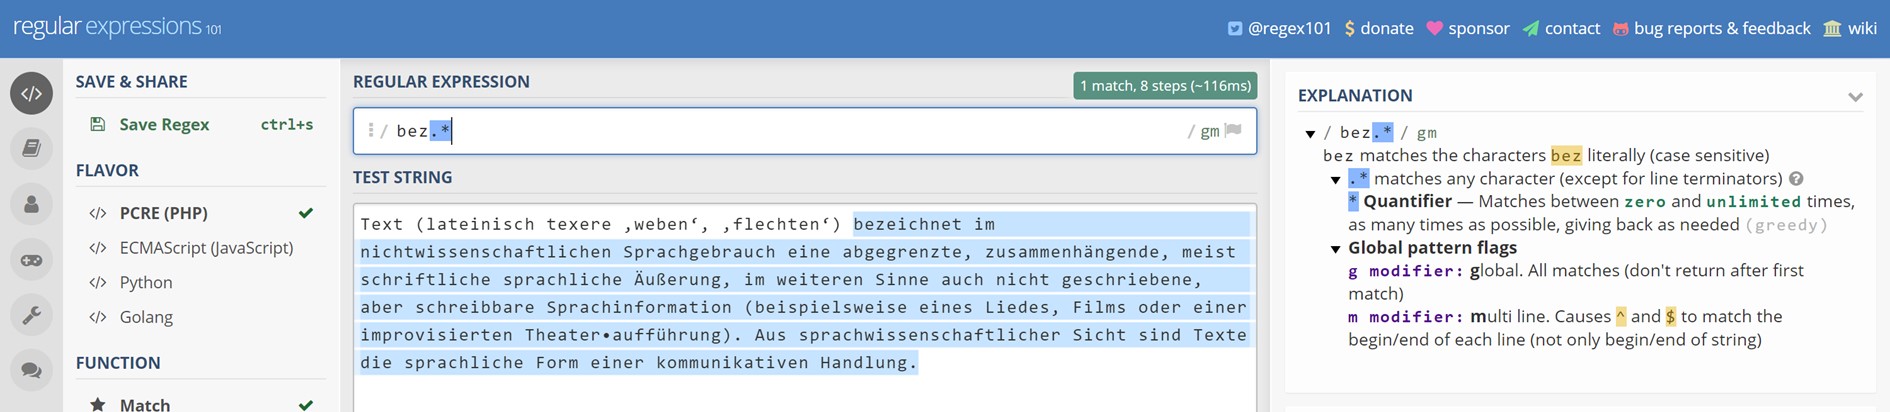 regular expressions 101
@regex101 $ donate sponsor contact bug reports & feedback wiki
SAVE & SHARE
Save Regex ctrl+s
FLAVOR
PCRE (PHP)
ECMAScript (JavaScript)
Python
Golang
FUNCTION
Match
REGULAR EXPRESSION
1 match, 8 steps (~116ms)
/ bez.* / gm
TEST STRING
Text (lateinisch texere ‚weben‘, ‚flechten‘) bezeichnet im
nichtwissenschaftlichen Sprachgebrauch eine abgegrenzte, zusammenhängende, meist
schriftliche sprachliche Äußerung, im weiteren Sinne auch nicht geschriebene,
aber schreibbare Sprachinformation (beispielsweise eines Liedes, Films oder einer
improvisierten Theater•aufführung). Aus sprachwissenschaftlicher Sicht sind Texte
die sprachliche Form einer kommunikativen Handlung.
EXPLANATION
/ bez.* / gm
bez matches the characters bez literally (case sensitive)
.* matches any character (except for line terminators)
* Quantifier — Matches between zero and unlimited times,
as many times as possible, giving back as needed (greedy)
Global pattern flags
g modifier: global. All matches (don't return after first
match)
m modifier: multi line. Causes ^ and $ to match the
begin/end of each line (not only begin/end of string)